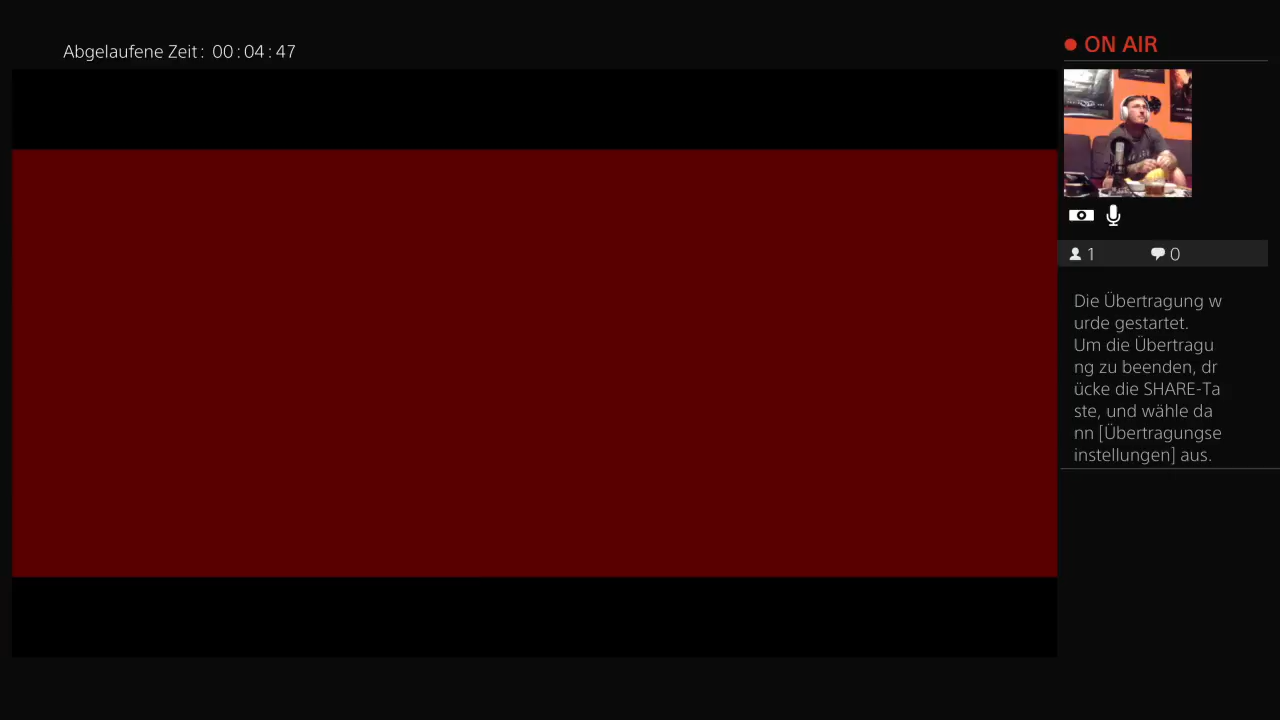 Abgelaufene Zeit: 00:04:47
ON AIR
1
0
Die Übertragung w
urde gestartet.
Um die Übertragu
ng zu beenden, dr
ücke die SHARE-Ta
ste, und wähle da
nn [Übertragungse
instellungen] aus.